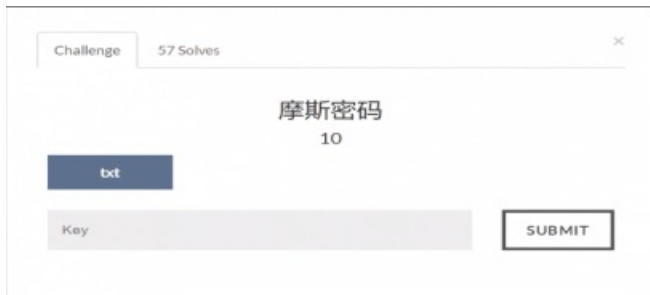 Challenge 57 Solves ×
摩斯密码
10
txt
Key SUBMIT